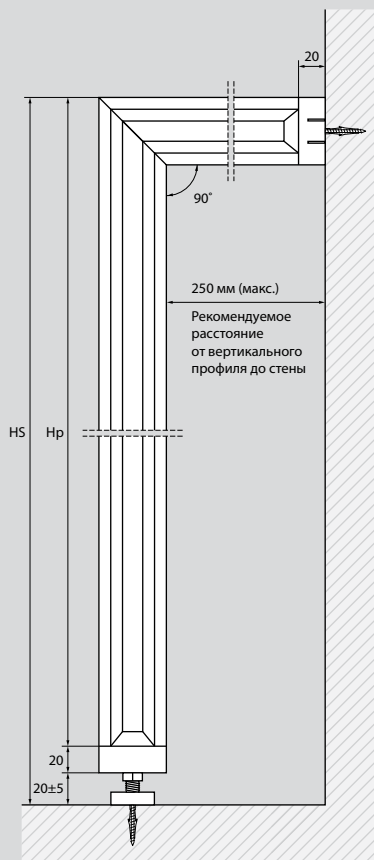 20
90°
250 мм (макс.)
Рекомендуемое
расстояние
от вертикального
профиля до стены
HS
Hp
20
20±5